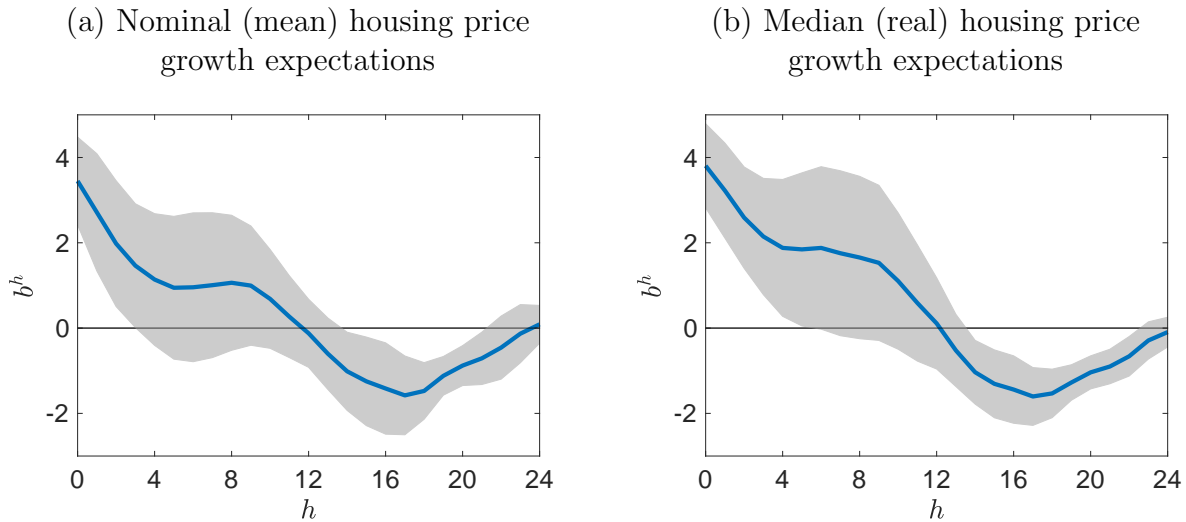 (a) Nominal (mean) housing price
growth expectations
4
2
0
-2
b^h
0 4 8 12 16 20 24
h
(b) Median (real) housing price
growth expectations
4
2
0
-2
b^h
0 4 8 12 16 20 24
h